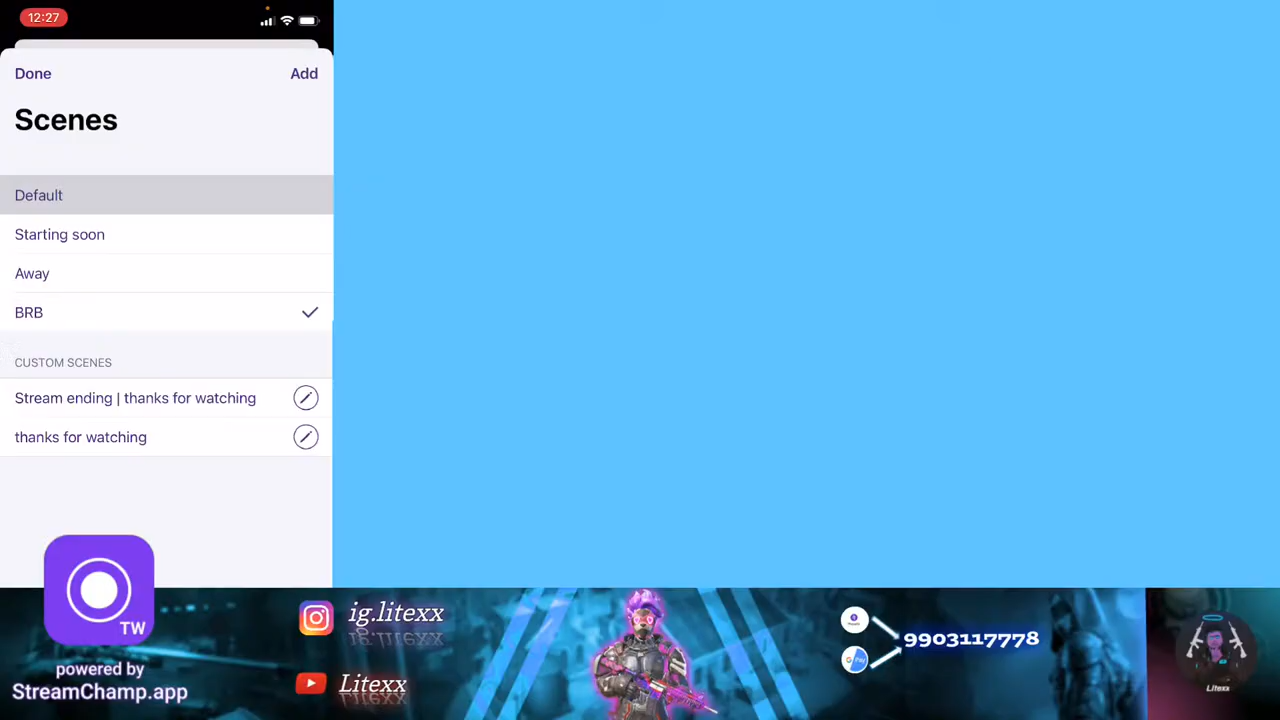 12:27
Done
Add
Scenes
Default
Starting soon
Away
BRB
CUSTOM SCENES
Stream ending | thanks for watching
thanks for watching
TW
powered by
StreamChamp.app
ig.litexx
Litexx
9903117778
G Pay
Litexx